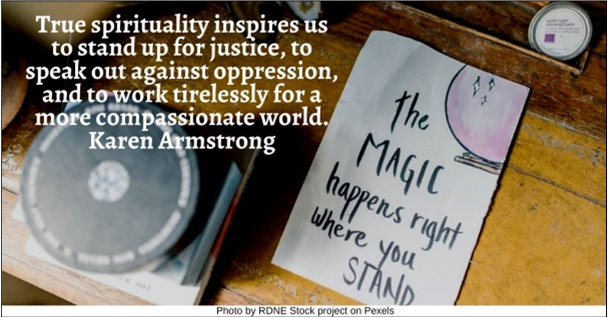 True spirituality inspires us
to stand up for justice, to
speak out against oppression,
and to work tirelessly for a
more compassionate world.
Karen Armstrong
the
MAGIC
happens right
where you
STAND
Photo by RDNE Stock project on Pexels